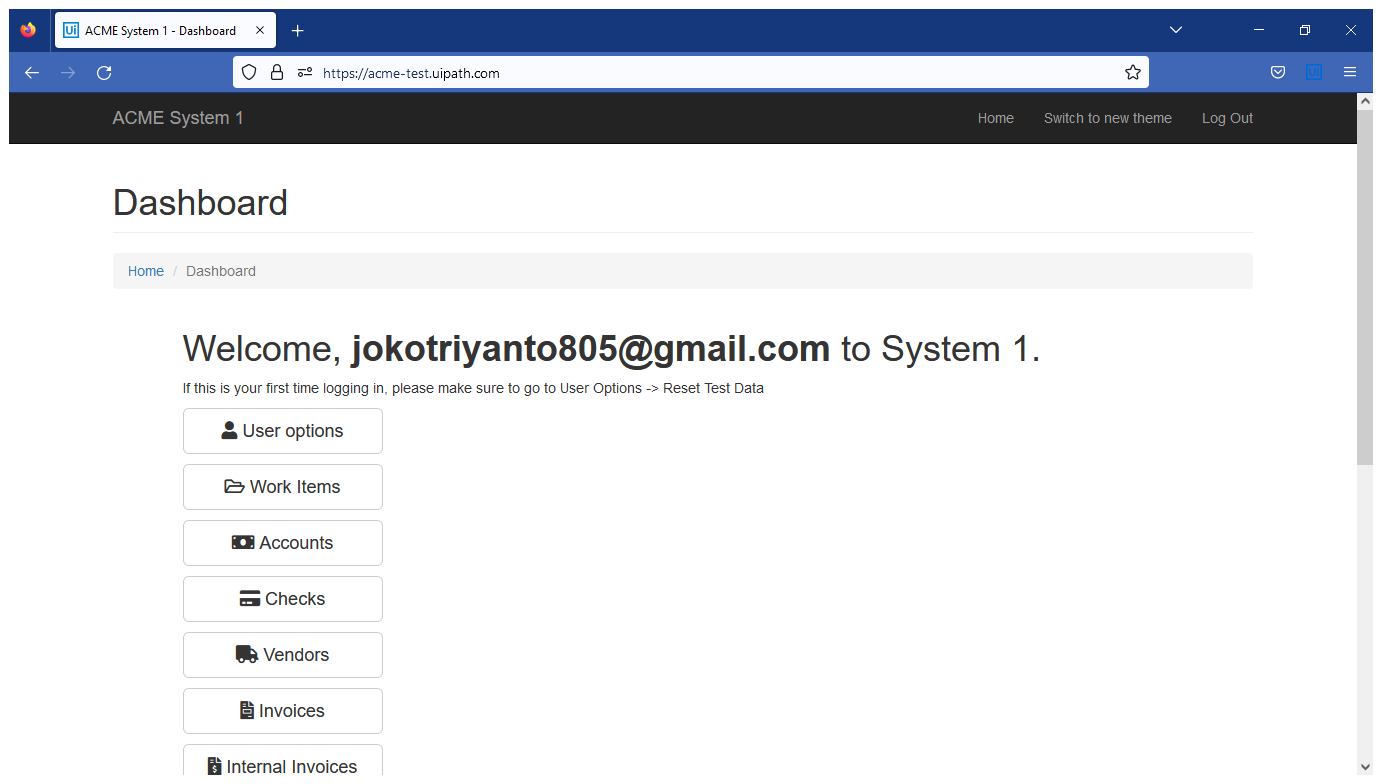 ACME System 1 - Dashboard
https://acme-test.uipath.com
ACME System 1 Home Switch to new theme Log Out
Dashboard
Home / Dashboard
Welcome, jokotriyanto805@gmail.com to System 1.
If this is your first time logging in, please make sure to go to User Options -> Reset Test Data
User options
Work Items
Accounts
Checks
Vendors
Invoices
Internal Invoices